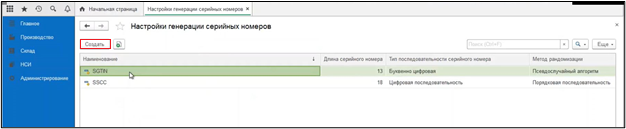 Начальная страница
Настройки генерации серийных номеров ×
Главное
Производство
Склад
НСИ
Администрирование
Настройки генерации серийных номеров
Создать
Поиск (Ctrl+F)
×
Еще
Наименование ↓ Длина серийного номера Тип последовательности серийного номера Метод рандомизации
SGTIN 13 Буквенно цифровая Псевдослучайный алгоритм
SSCC 18 Цифровая последовательность Порядковая последовательность